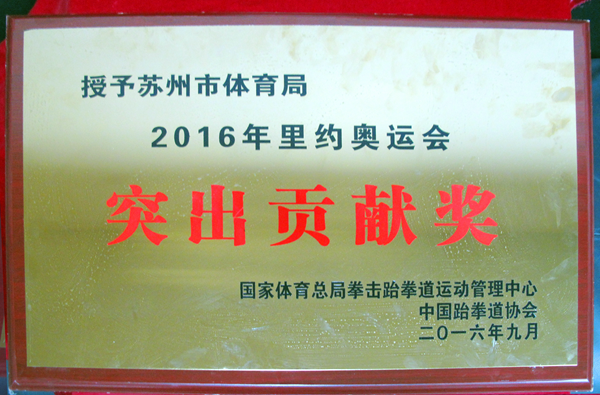 授予苏州市体育局
2016年里约奥运会
突出贡献奖
国家体育总局拳击跆拳道运动管理中心
中国跆拳道协会
二〇一六年九月